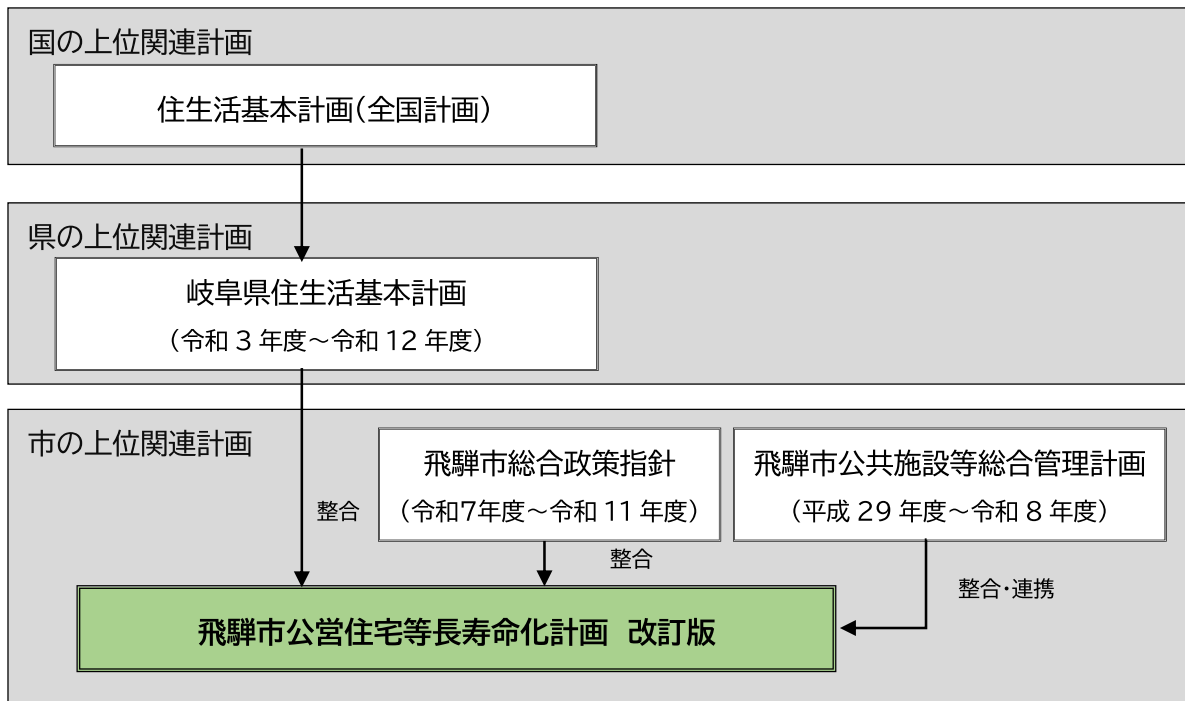 国の上位関連計画
住生活基本計画（全国計画）
県の上位関連計画
岐阜県住生活基本計画
（令和 3 年度～令和 12 年度）
市の上位関連計画
飛騨市総合政策指針
（令和７年度～令和 11 年度）
飛騨市公共施設等総合管理計画
（平成 29 年度～令和 8 年度）
整合
整合
整合・連携
飛騨市公営住宅等長寿命化計画　改訂版